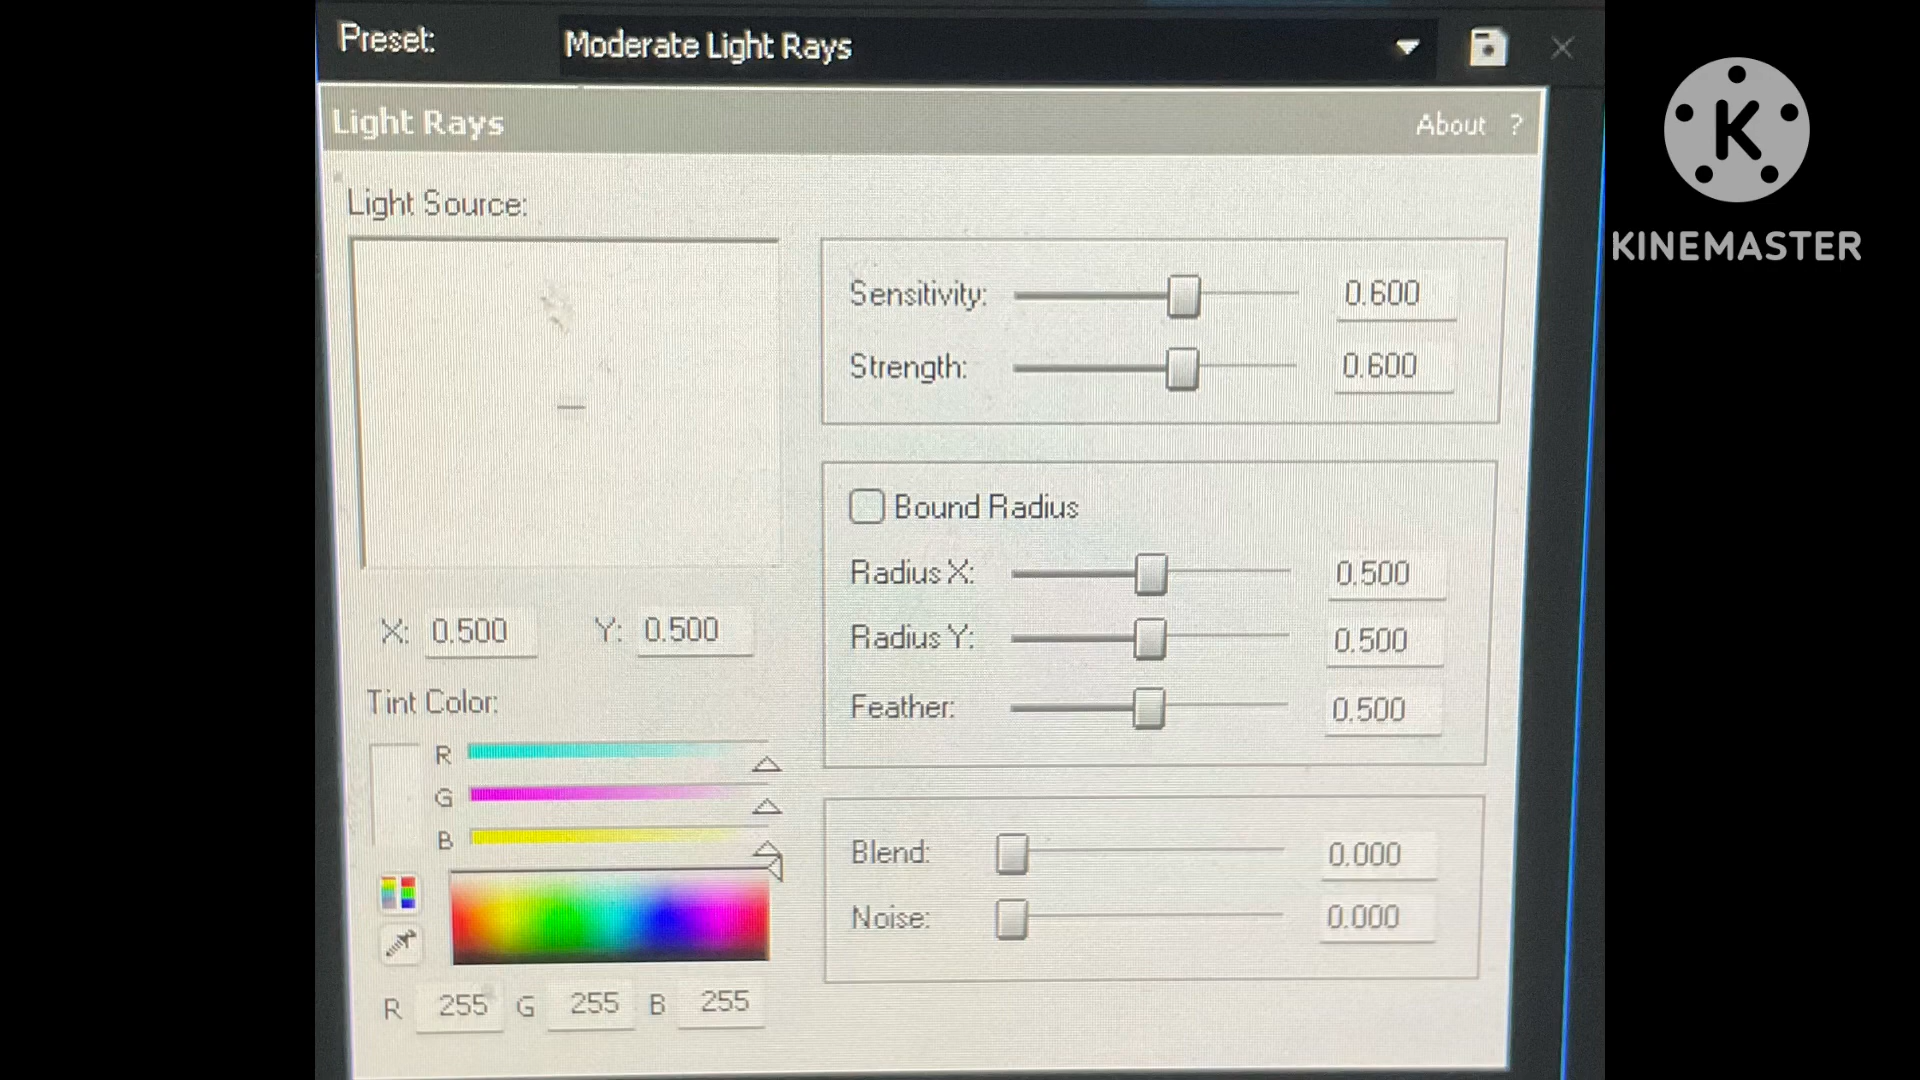 Preset: Moderate Light Rays
Light Rays About ?
Light Source:
Sensitivity: 0.600
Strength: 0.600
Bound Radius
Radius X: 0.500
Radius Y: 0.500
Feather: 0.500
X: 0.500 Y: 0.500
Tint Color:
R
G
B
Blend: 0.000
Noise: 0.000
R 255 G 255 B 255
K
KINEMASTER